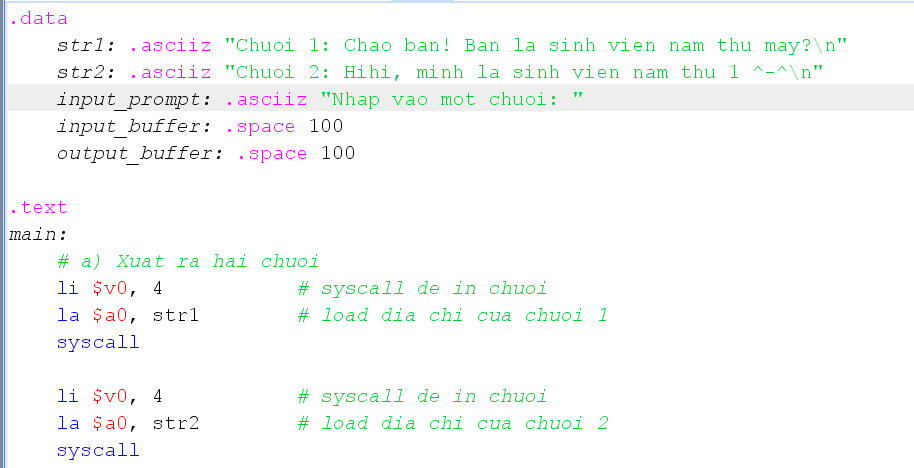 .data
    str1: .asciiz "Chuoi 1: Chao ban! Ban la sinh vien nam thu may?\n"
    str2: .asciiz "Chuoi 2: Hihi, minh la sinh vien nam thu 1 ^-^\n"
    input_prompt: .asciiz "Nhap vao mot chuoi: "
    input_buffer: .space 100
    output_buffer: .space 100

.text
main:
    # a) Xuat ra hai chuoi
    li $v0, 4           # syscall de in chuoi
    la $a0, str1        # load dia chi cua chuoi 1
    syscall

    li $v0, 4           # syscall de in chuoi
    la $a0, str2        # load dia chi cua chuoi 2
    syscall